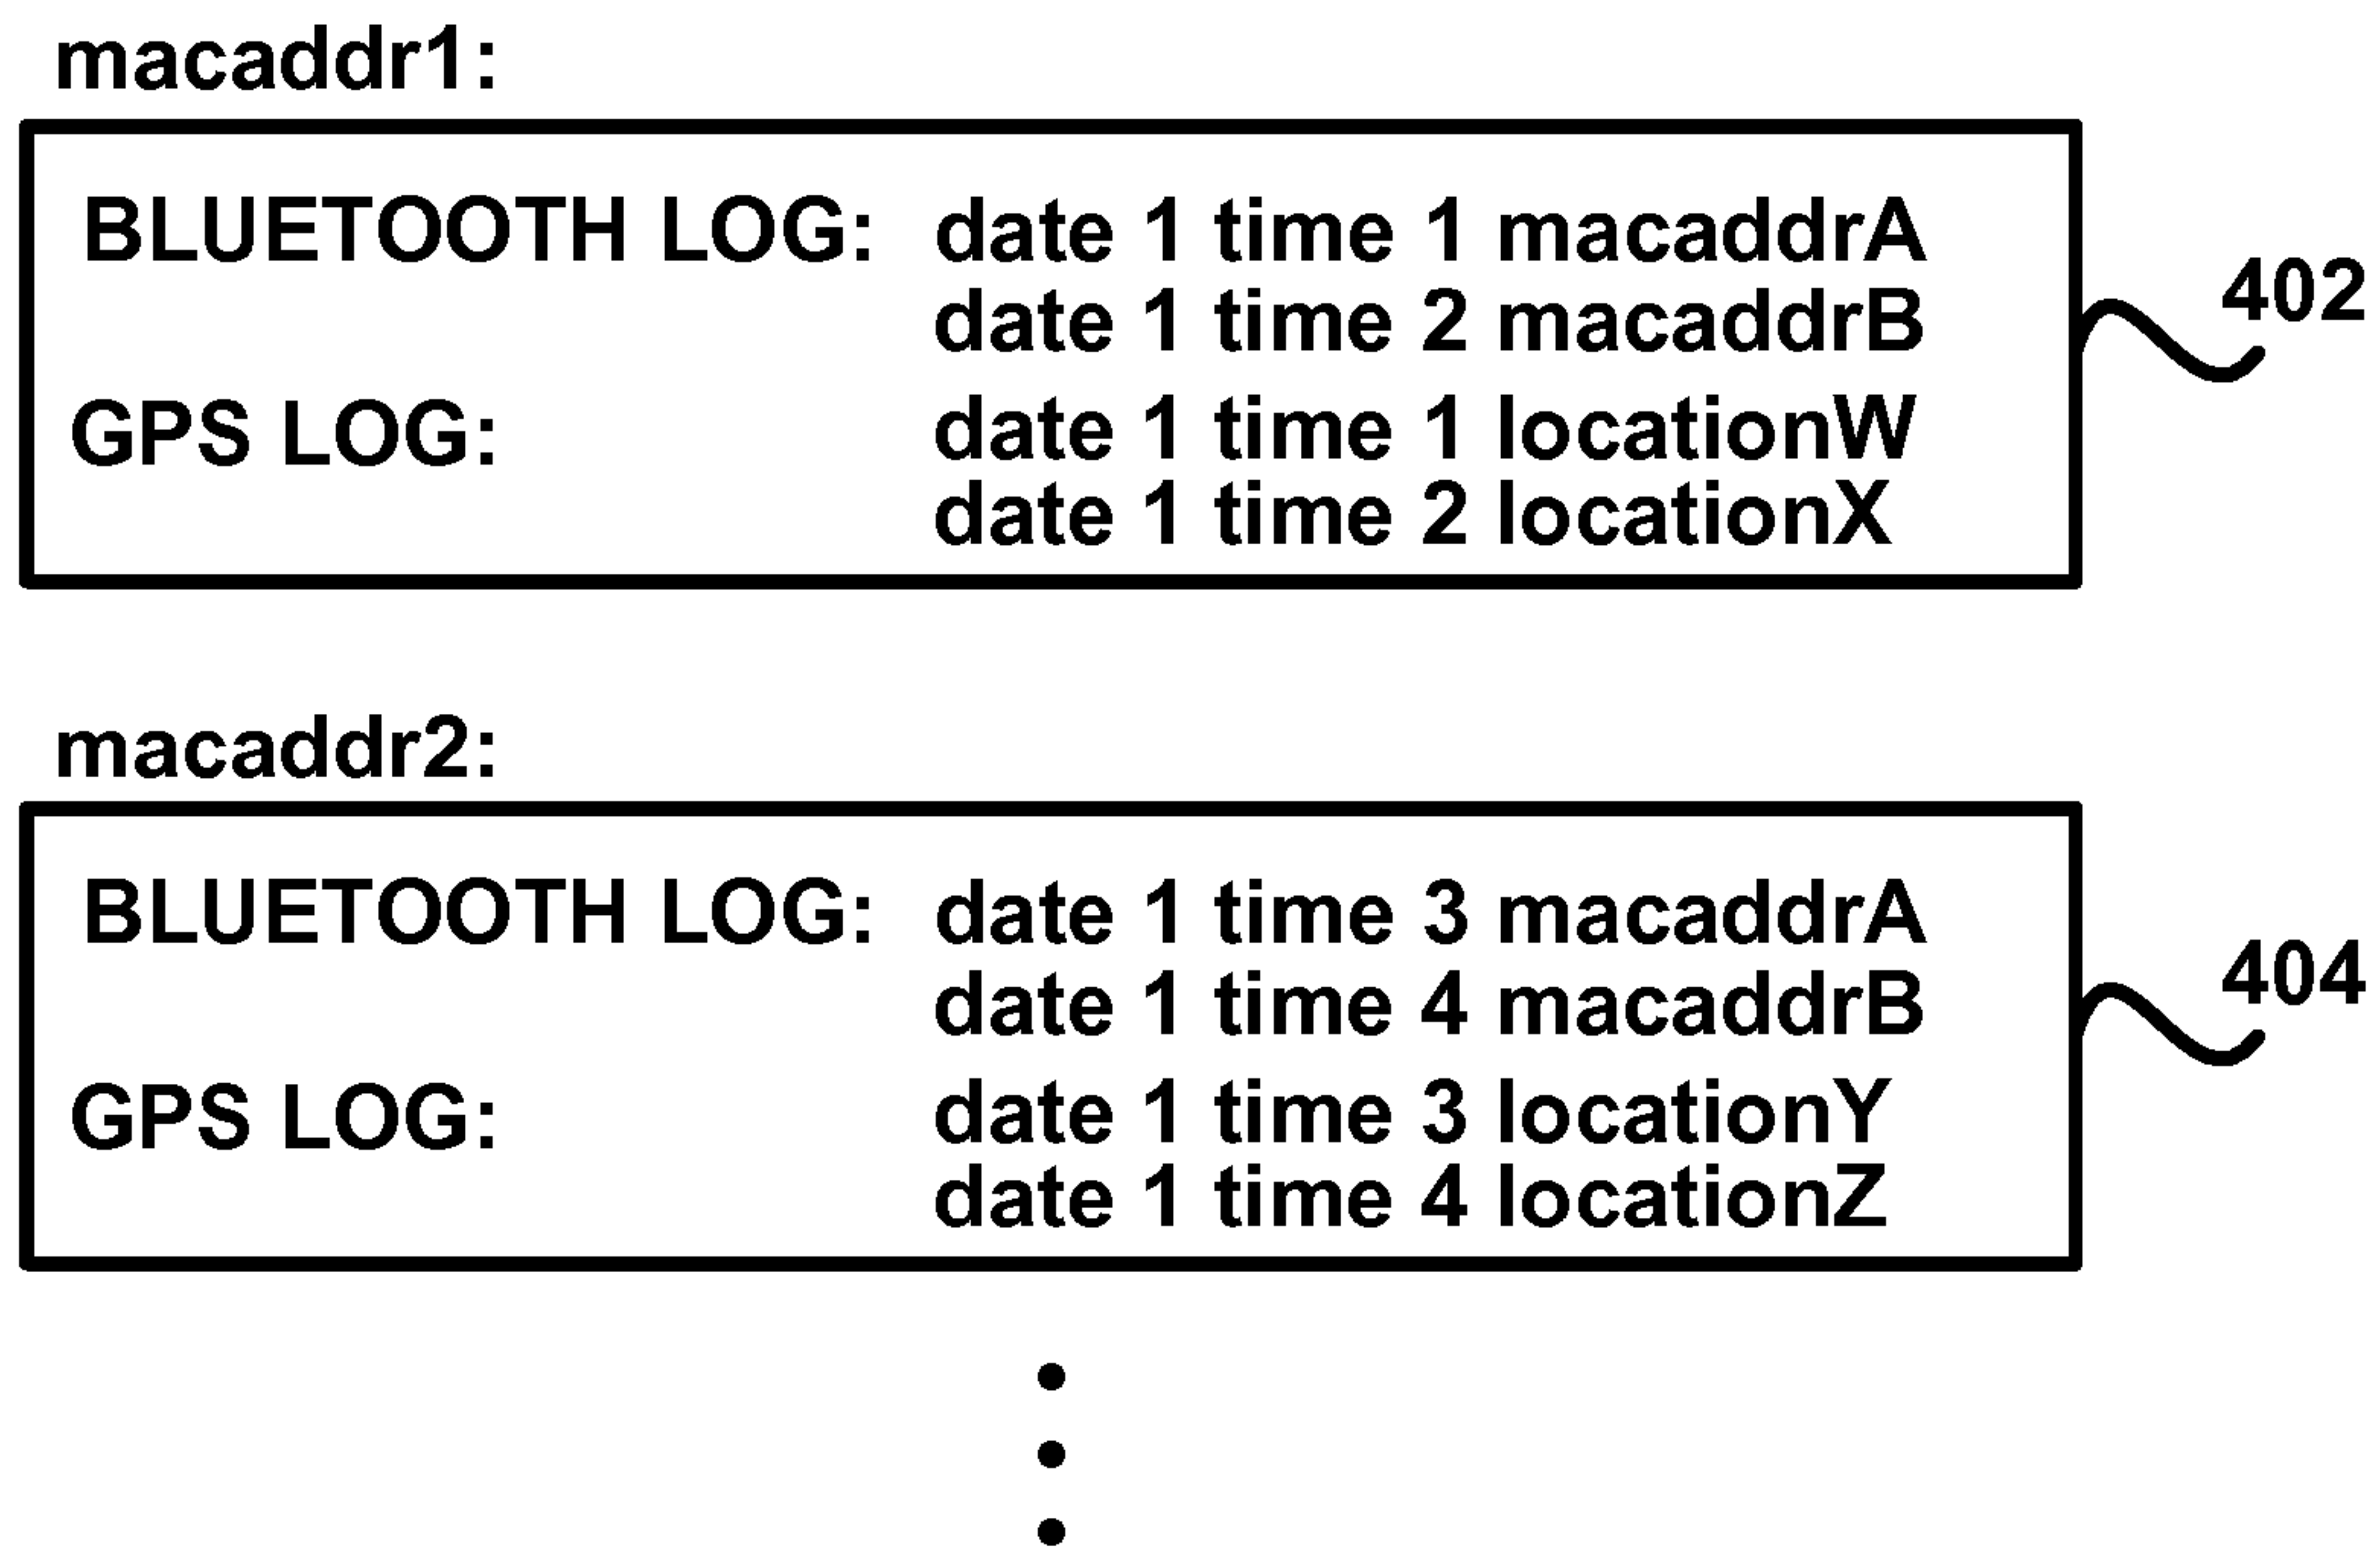 macaddr1:
BLUETOOTH LOG: date 1 time 1 macaddrA
date 1 time 2 macaddrB
402
GPS LOG: date 1 time 1 locationW
date 1 time 2 locationX
macaddr2:
BLUETOOTH LOG: date 1 time 3 macaddrA
date 1 time 4 macaddrB
404
GPS LOG: date 1 time 3 locationY
date 1 time 4 locationZ